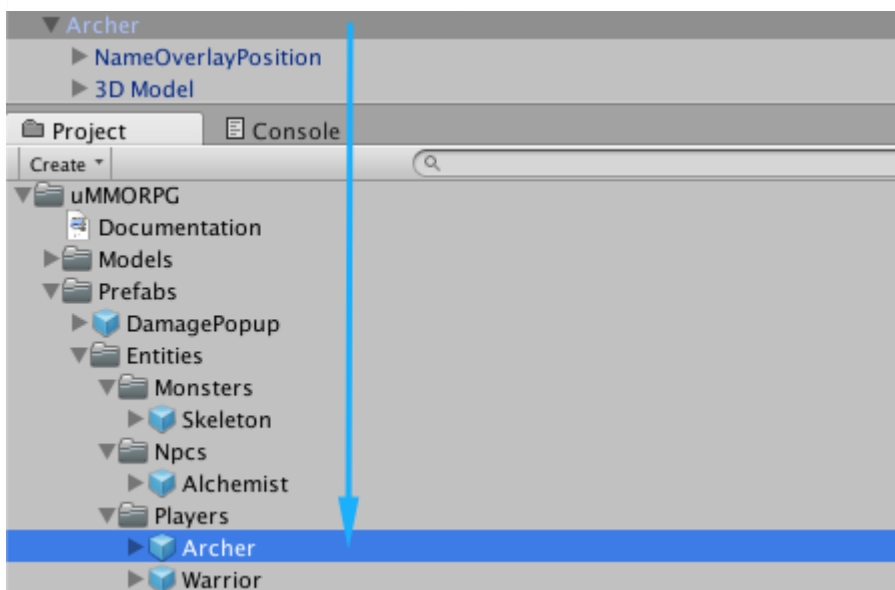 Archer
NameOverlayPosition
3D Model
Project Console
Create
uMMORPG
Documentation
Models
Prefabs
DamagePopup
Entities
Monsters
Skeleton
Npcs
Alchemist
Players
Archer
Warrior